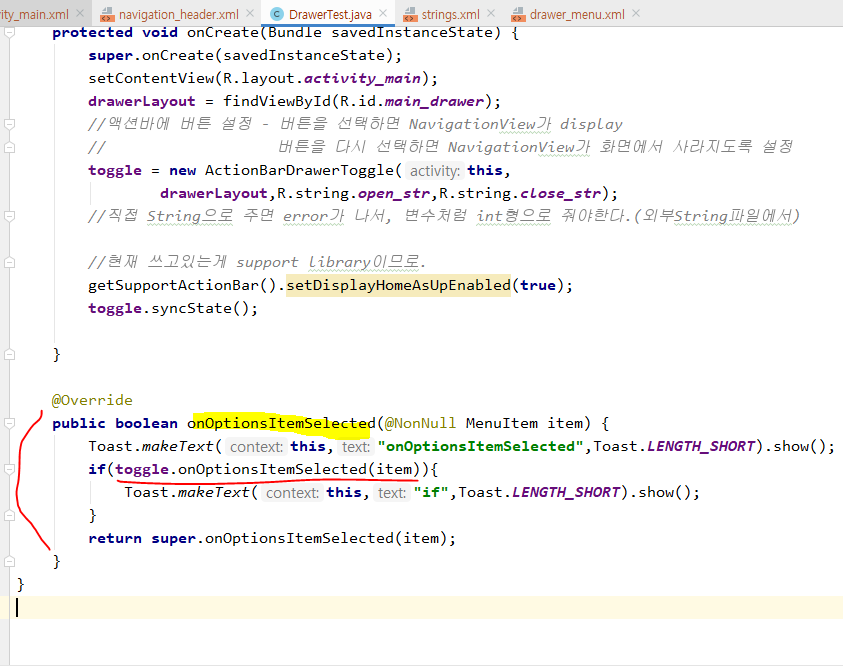 ity_main.xml navigation_header.xml DrawerTest.java strings.xml drawer_menu.xml
protected void onCreate(Bundle savedInstanceState) {
super.onCreate(savedInstanceState);
setContentView(R.layout.activity_main);
drawerLayout = findViewById(R.id.main_drawer);
//액션바에 버튼 설정 - 버튼을 선택하면 NavigationView가 display
// 버튼을 다시 선택하면 NavigationView가 화면에서 사라지도록 설정
toggle = new ActionBarDrawerToggle( activity: this,
drawerLayout,R.string.open_str,R.string.close_str);
//직접 String으로 주면 error가 나서, 변수처럼 int형으로 줘야한다.(외부String파일에서)
//현재 쓰고있는게 support library이므로.
getSupportActionBar().setDisplayHomeAsUpEnabled(true);
toggle.syncState();
}
@Override
public boolean onOptionsItemSelected(@NonNull MenuItem item) {
Toast.makeText( context: this, text: "onOptionsItemSelected",Toast.LENGTH_SHORT).show();
if(toggle.onOptionsItemSelected(item)){
Toast.makeText( context: this, text: "if",Toast.LENGTH_SHORT).show();
}
return super.onOptionsItemSelected(item);
}
}